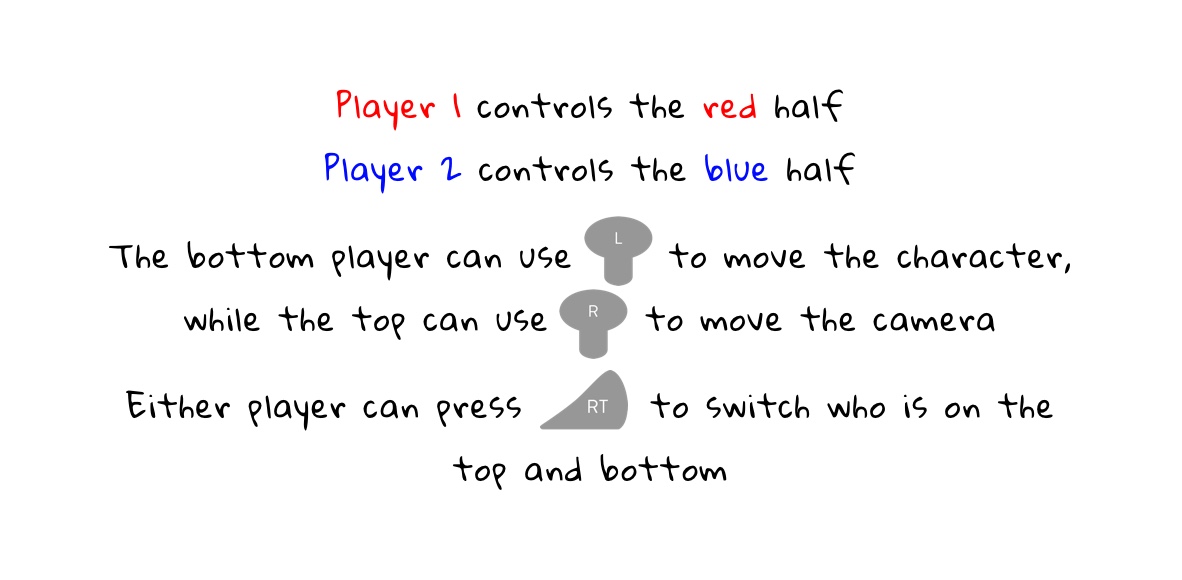 Player 1 controls the red half
Player 2 controls the blue half
The bottom player can use L to move the character,
while the top can use R to move the camera
Either player can press RT to switch who is on the
top and bottom